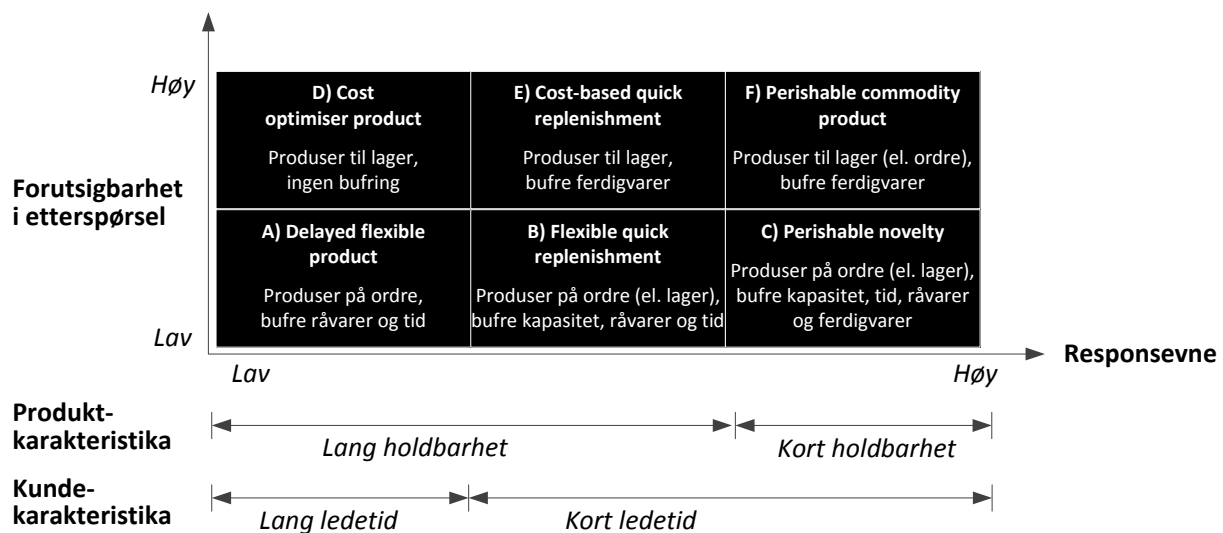 Høy
Forutsigbarhet
i etterspørsel
Lav
D) Cost
optimiser product
Produser til lager,
ingen bufring
E) Cost-based quick
replenishment
Produser til lager,
bufre ferdigvarer
F) Perishable commodity
product
Produser til lager (el. ordre),
bufre ferdigvarer
A) Delayed flexible
product
Produser på ordre,
bufre råvarer og tid
B) Flexible quick
replenishment
Produser på ordre (el. lager),
bufre kapasitet, råvarer og tid
C) Perishable novelty
Produser på ordre (el. lager),
bufre kapasitet, tid, råvarer
og ferdigvarer
Lav
Høy
Responsevne
Produkt-
karakteristika
Lang holdbarhet
Kort holdbarhet
Kunde-
karakteristika
Lang ledetid
Kort ledetid